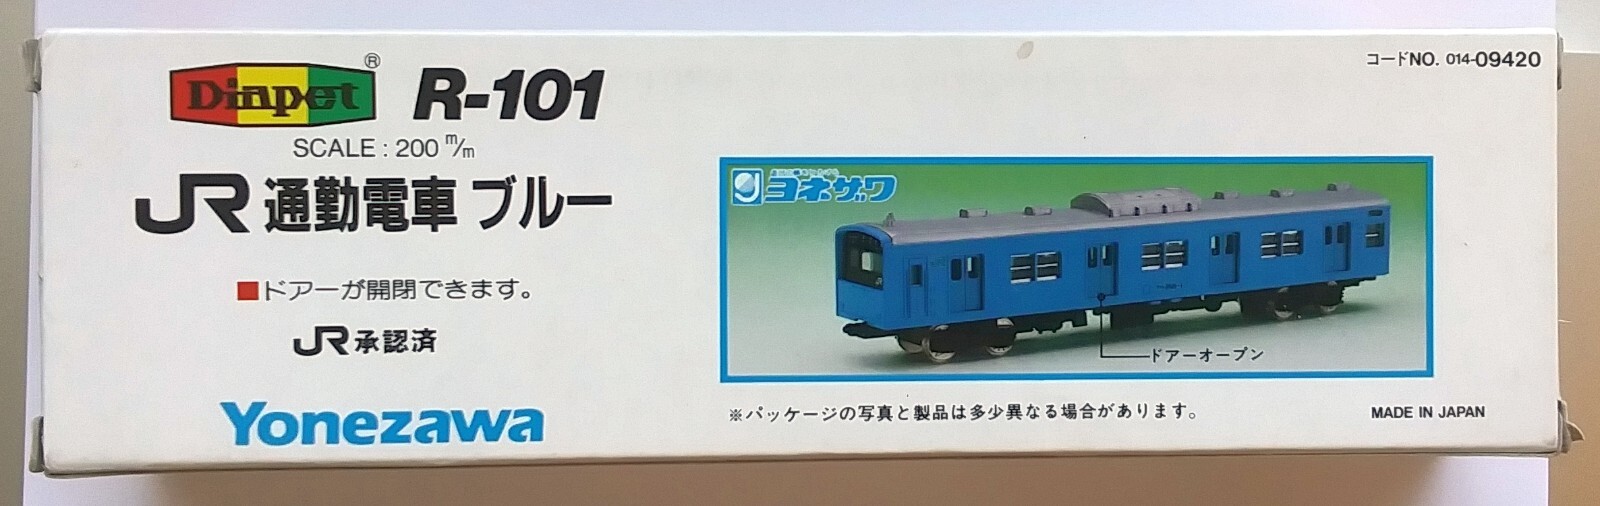 Diapet® R-101
SCALE : 200 m/m
JR 通勤電車 ブルー
■ドアーが開閉できます。
JR承認済
Yonezawa
コードNO. 014-09420
ヨネザワ
ドアーオープン
※パッケージの写真と製品は多少異なる場合があります。
MADE IN JAPAN